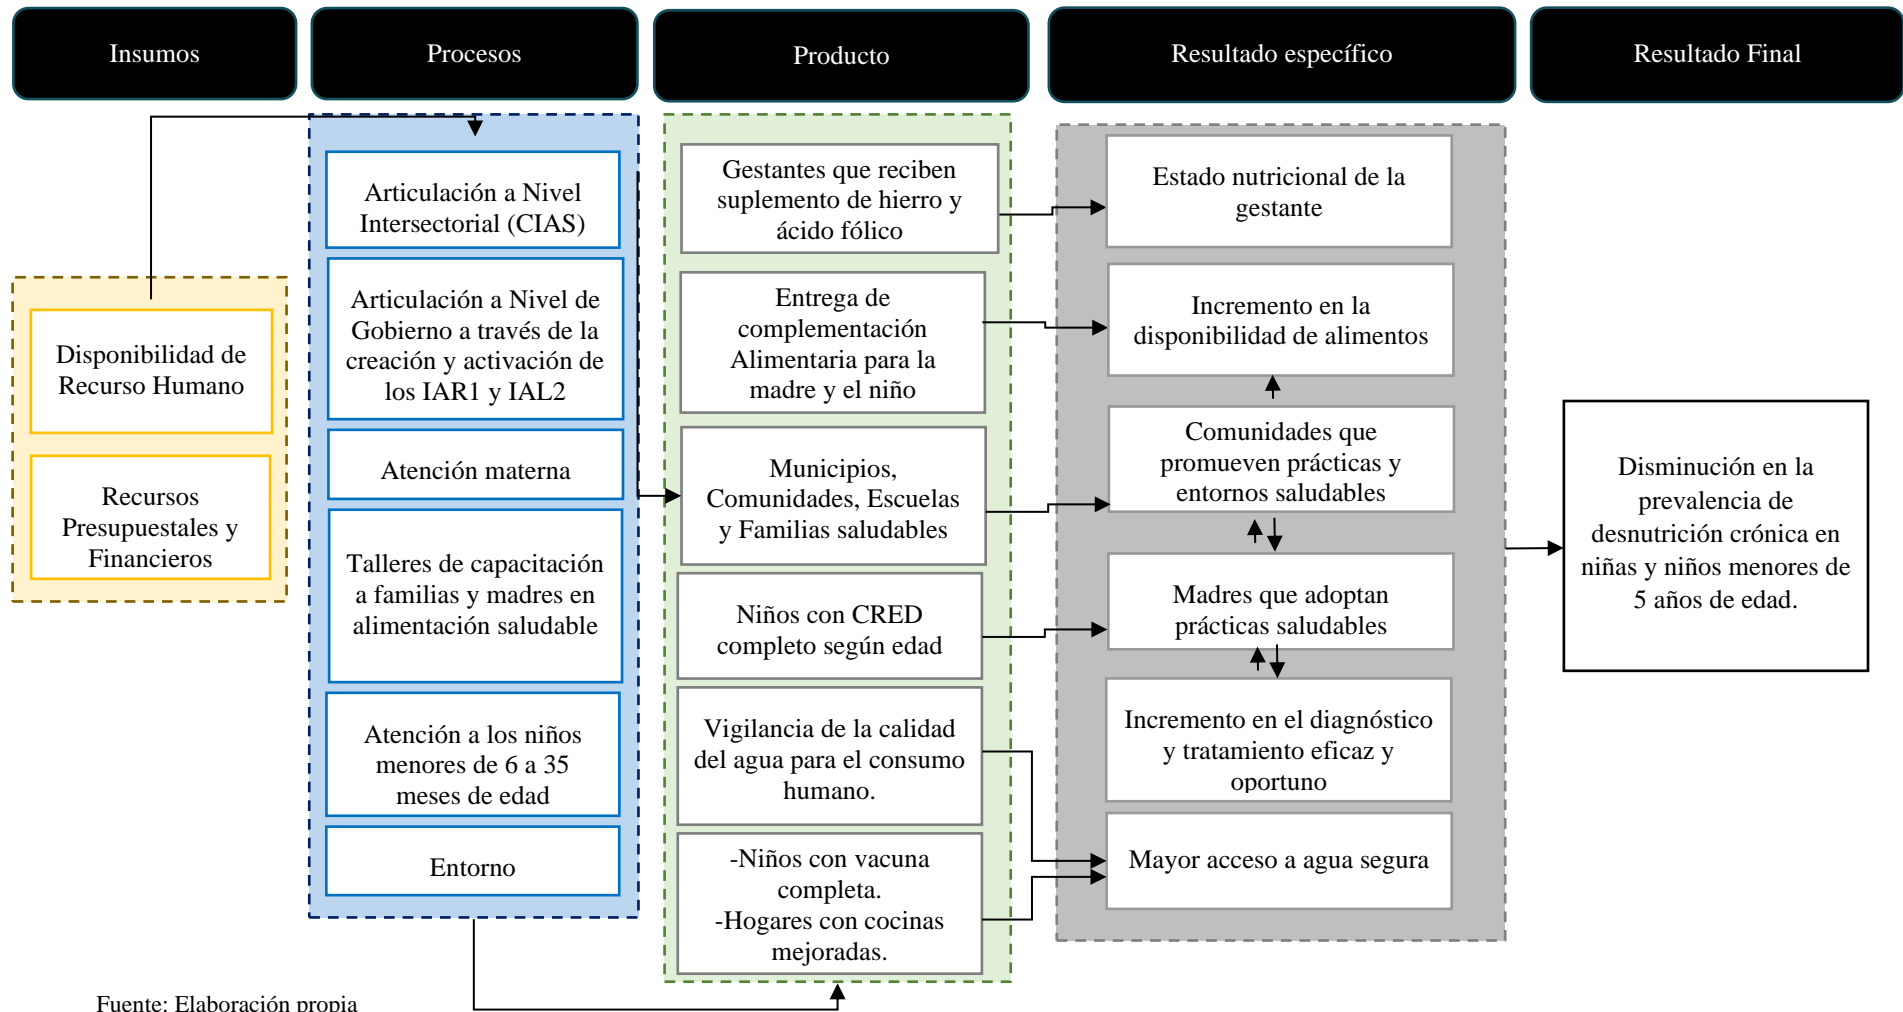 Insumos
Procesos
Producto
Resultado específico
Resultado Final
Disponibilidad de
Recurso Humano
Recursos
Presupuestales y
Financieros
Articulación a Nivel
Intersectorial (CIAS)
Articulación a Nivel de
Gobierno a través de la
creación y activación de
los IAR1 y IAL2
Atención materna
Talleres de capacitación
a familias y madres en
alimentación saludable
Atención a los niños
menores de 6 a 35
meses de edad
Entorno
Gestantes que reciben
suplemento de hierro y
ácido fólico
Entrega de
complementación
Alimentaria para la
madre y el niño
Municipios,
Comunidades, Escuelas
y Familias saludables
Niños con CRED
completo según edad
Vigilancia de la calidad
del agua para el consumo
humano.
-Niños con vacuna
completa.
-Hogares con cocinas
mejoradas.
Estado nutricional de la
gestante
Incremento en la
disponibilidad de alimentos
Comunidades que
promueven prácticas y
entornos saludables
Madres que adoptan
prácticas saludables
Incremento en el diagnóstico
y tratamiento eficaz y
oportuno
Mayor acceso a agua segura
Disminución en la
prevalencia de
desnutrición crónica en
niñas y niños menores de
5 años de edad.
Fuente: Elaboración propia